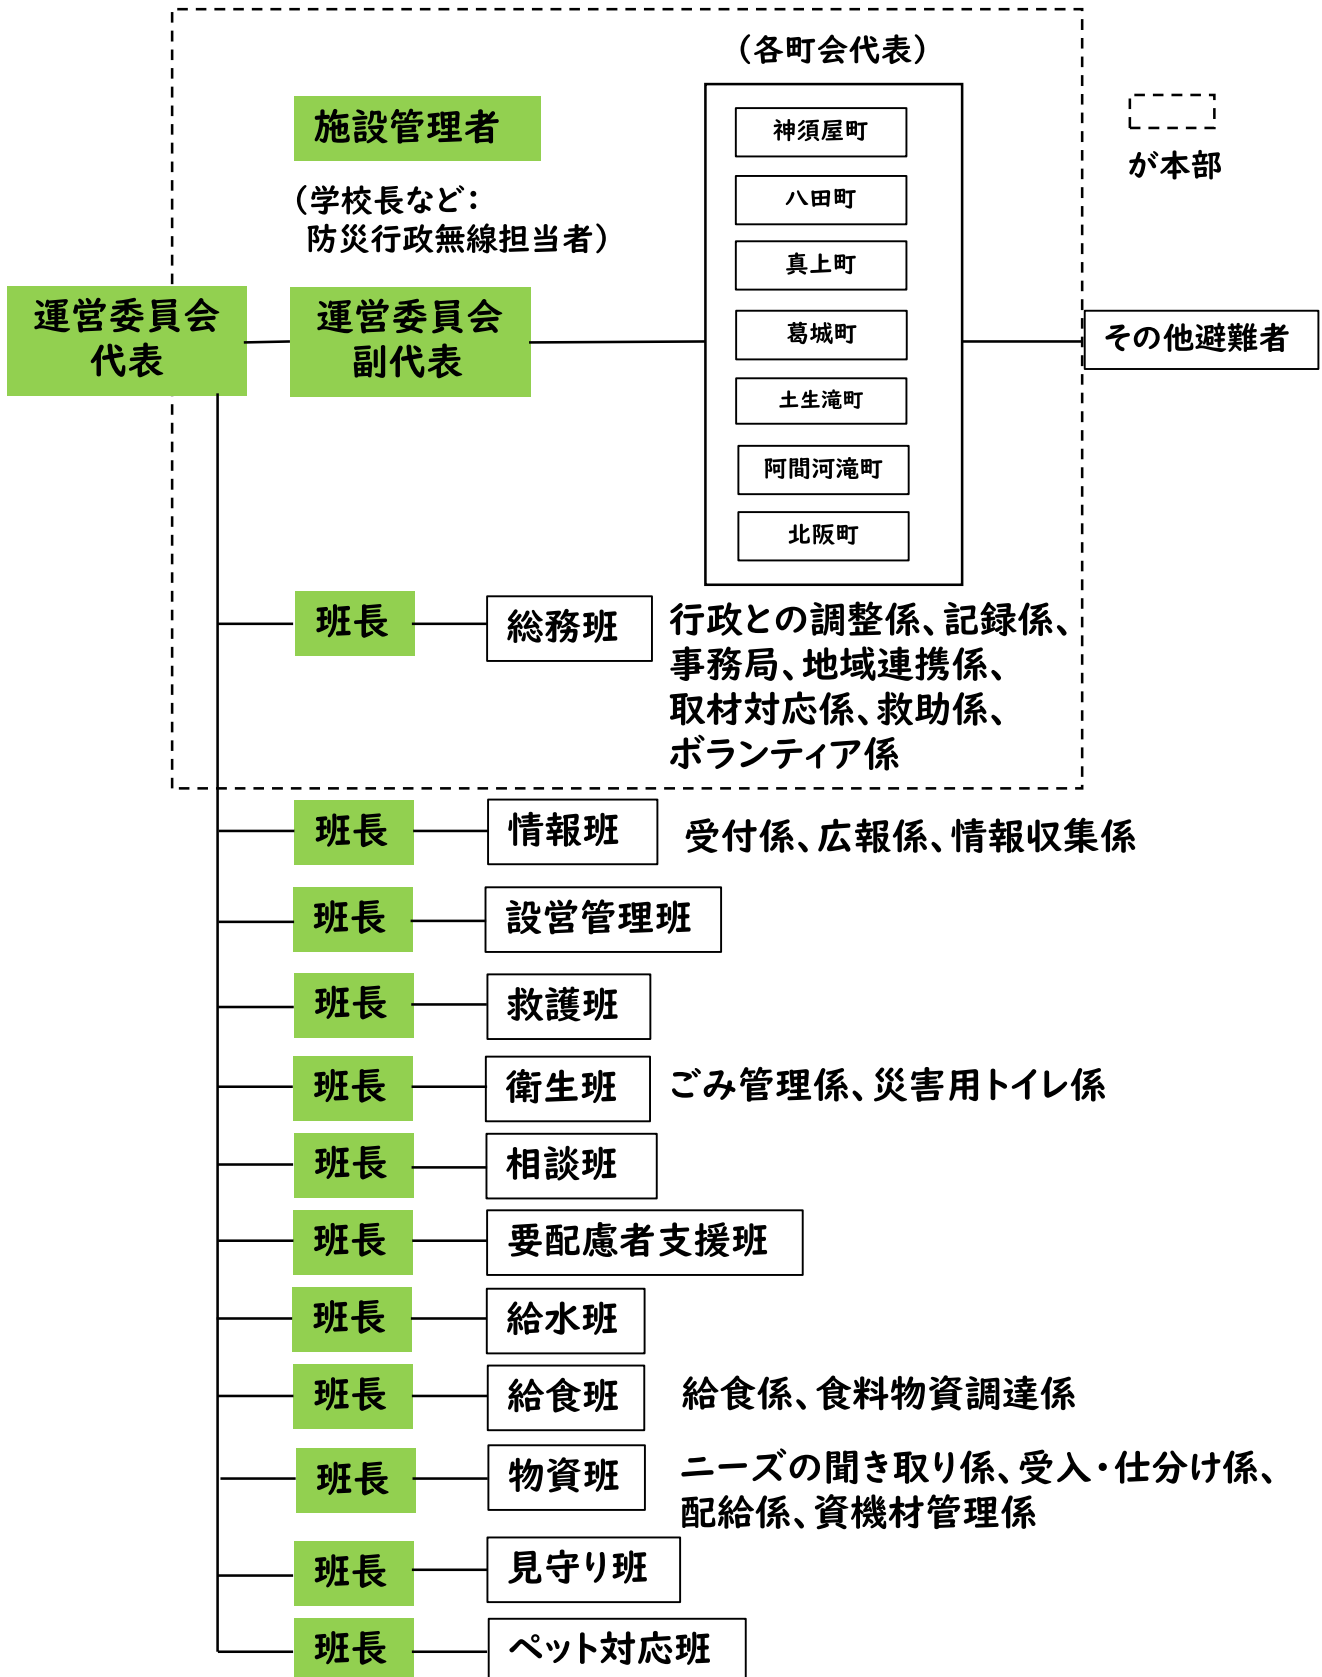 （各町会代表）
施設管理者
（学校長など：
防災行政無線担当者）
神須屋町
八田町
真上町
葛城町
土生滝町
阿間河滝町
北阪町
が本部
運営委員会
代表
運営委員会
副代表
その他避難者
班長
総務班
行政との調整係、記録係、
事務局、地域連携係、
取材対応係、救助係、
ボランティア係
班長
情報班
受付係、広報係、情報収集係
班長
設営管理班
班長
救護班
班長
衛生班
ごみ管理係、災害用トイレ係
班長
相談班
班長
要配慮者支援班
班長
給水班
班長
給食班
給食係、食料物資調達係
班長
物資班
ニーズの聞き取り係、受入・仕分け係、
配給係、資機材管理係
班長
見守り班
班長
ペット対応班